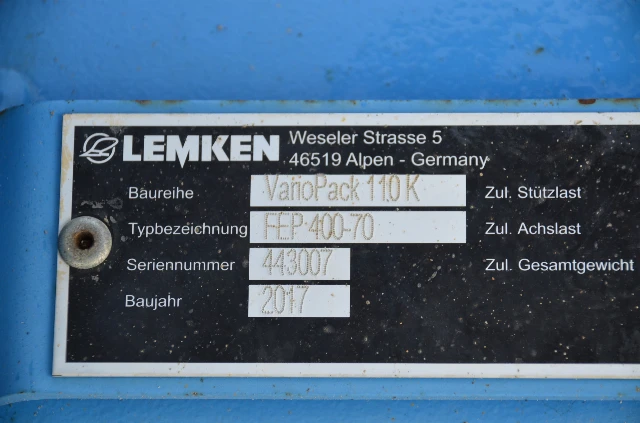 LEMKEN Weseler Strasse 5
46519 Alpen - Germany
Baureihe VarioPack 110 K Zul. Stützlast
Typbezeichnung FEP 400-70 Zul. Achslast
Seriennummer 443007 Zul. Gesamtgewicht
Baujahr 2017